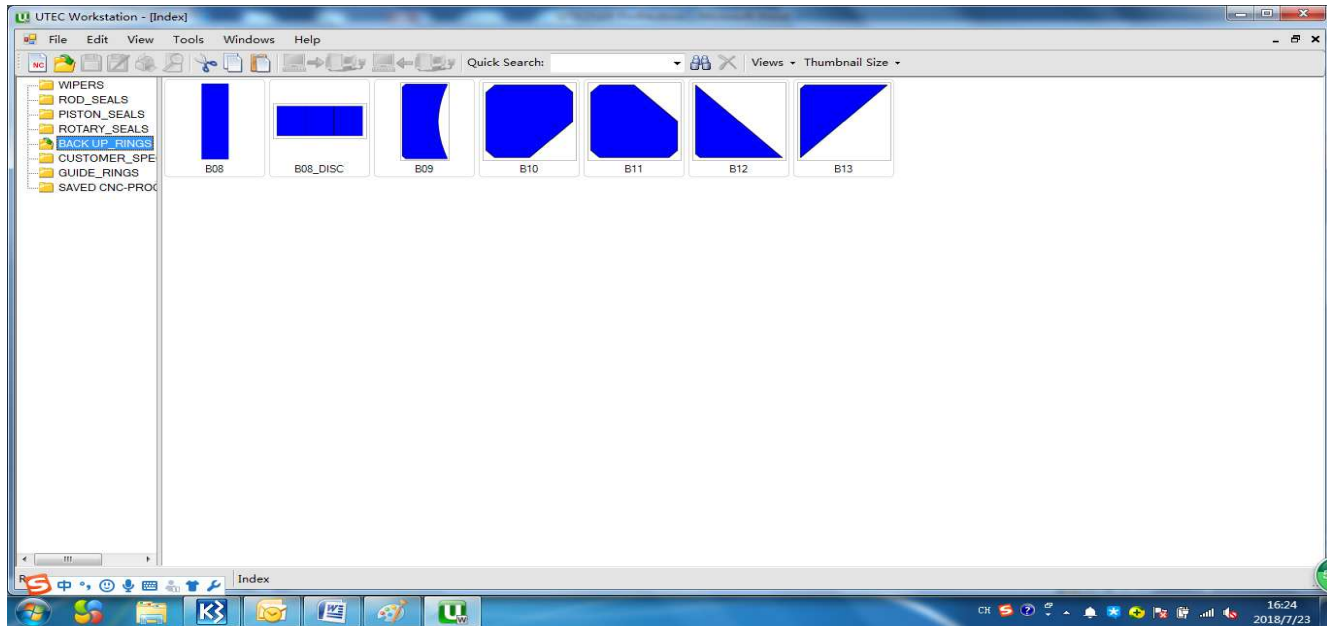 UTEC Workstation - [Index]
File Edit View Tools Windows Help
NC Quick Search: Views Thumbnail Size
WIPERS
ROD_SEALS
PISTON_SEALS
ROTARY_SEALS
BACK UP_RINGS
CUSTOMER_SPE
GUIDE_RINGS
SAVED CNC-PROC
B08 B08_DISC B09 B10 B11 B12 B13
Index
中
CH 16:24
2018/7/23